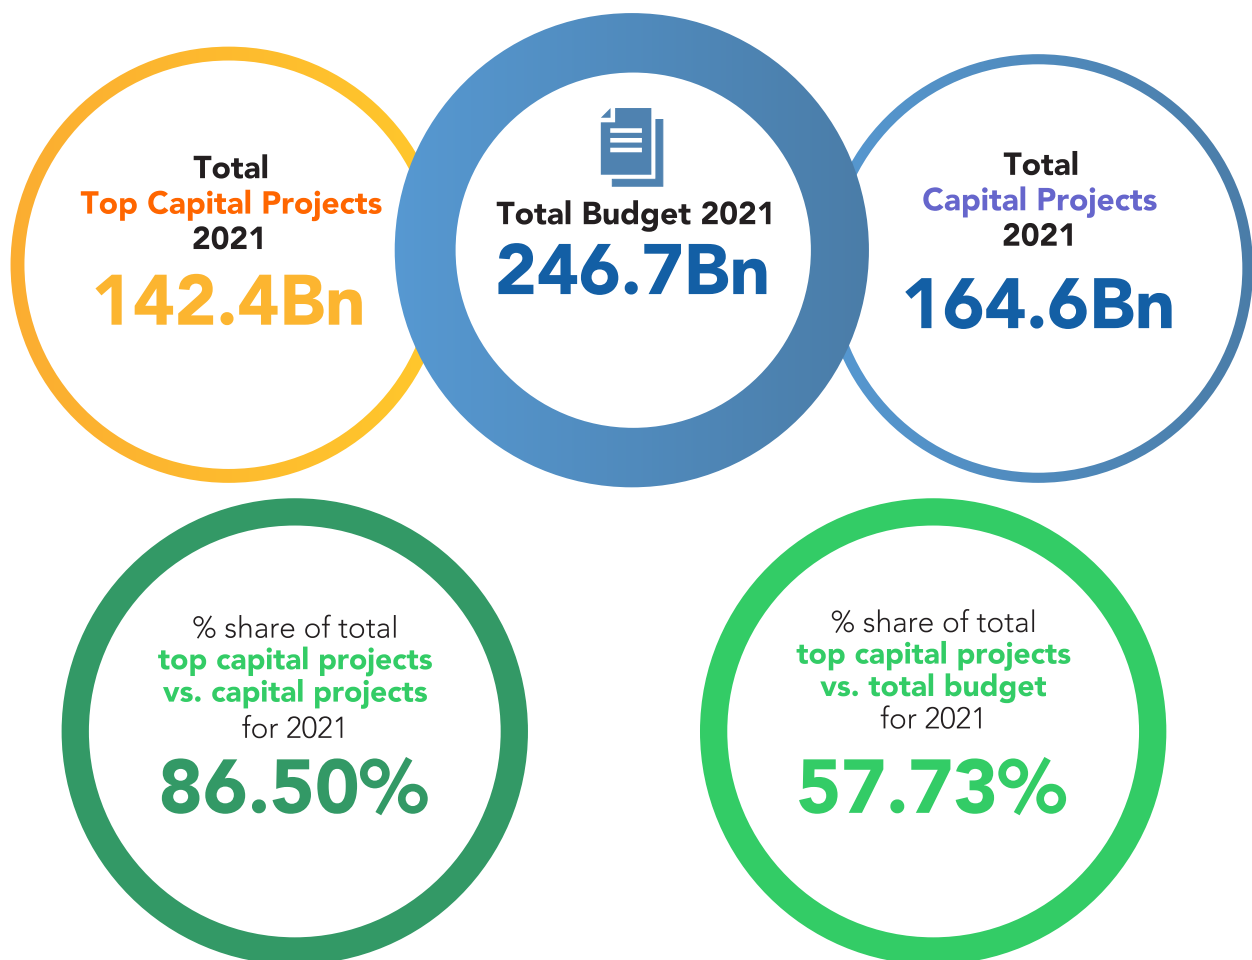 Total
Top Capital Projects
2021
142.4Bn
Total Budget 2021
246.7Bn
Total
Capital Projects
2021
164.6Bn
% share of total
top capital projects
vs. capital projects
for 2021
86.50%
% share of total
top capital projects
vs. total budget
for 2021
57.73%